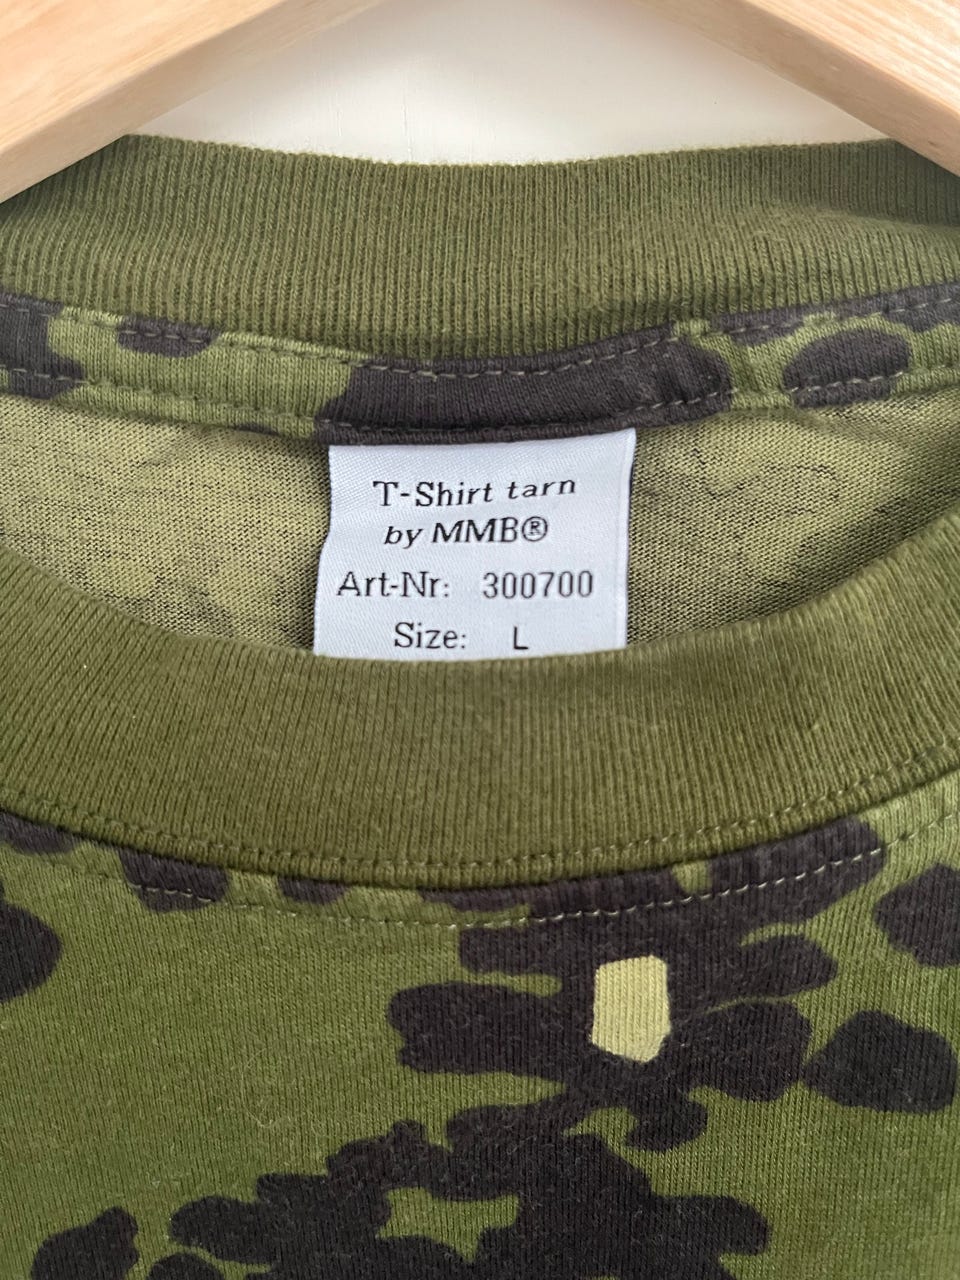 T-Shirt tarn
by MMB®
Art-Nr: 300700
Size: L